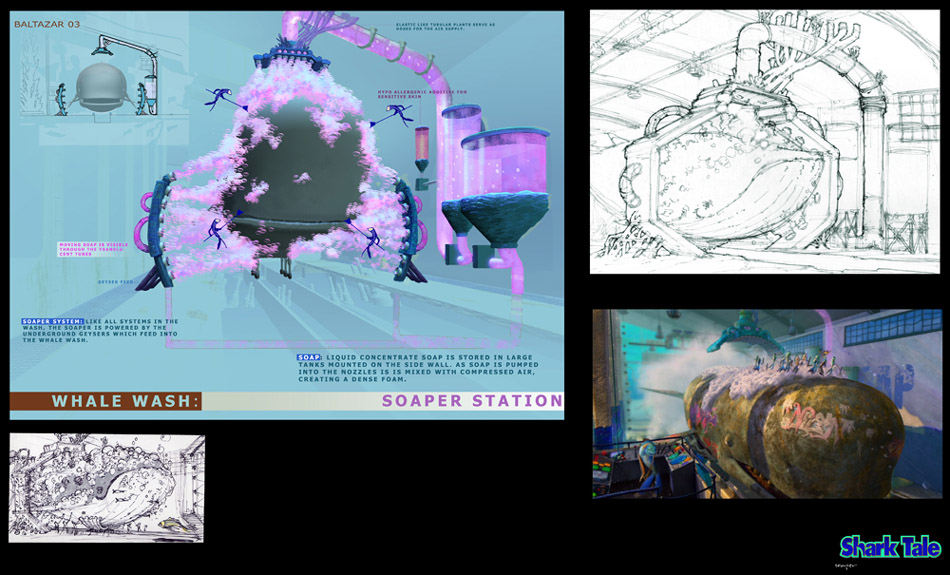 BALTAZAR 03
ELASTIC LIKE TUBULAR PLANTS SERVE AS
HOSES FOR THE AIR SUPPLY.
HYPO ALLERGENIC ADDITIVE FOR
SENSITIVE SKIN
MOVING SOAP IS VISIBLE
THROUGH THE TRANSLU-
CENT TUBES
GEYSER FEED
SOAPER SYSTEM: LIKE ALL SYSTEMS IN THE
WASH, THE SOAPER IS POWERED BY THE
UNDERGROUND GEYSERS WHICH FEED INTO
THE WHALE WASH.
SOAP: LIQUID CONCENTRATE SOAP IS STORED IN LARGE
TANKS MOUNTED ON THE SIDE WALL. AS SOAP IS PUMPED
INTO THE NOZZLES IS IS MIXED WITH COMPRESSED AIR,
CREATING A DENSE FOAM.
WHALE WASH: SOAPER STATION
Shark Tale